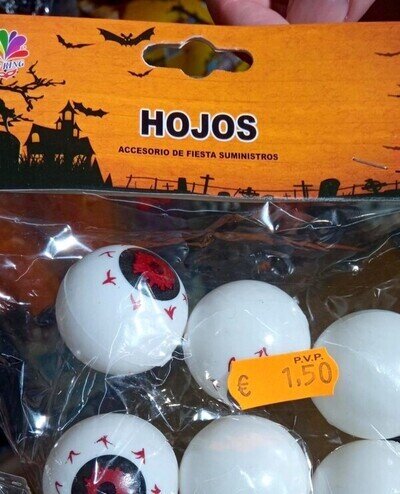 HOJOS
ACCESORIO DE FIESTA SUMINISTROS
P.V.P.
€ 1,50